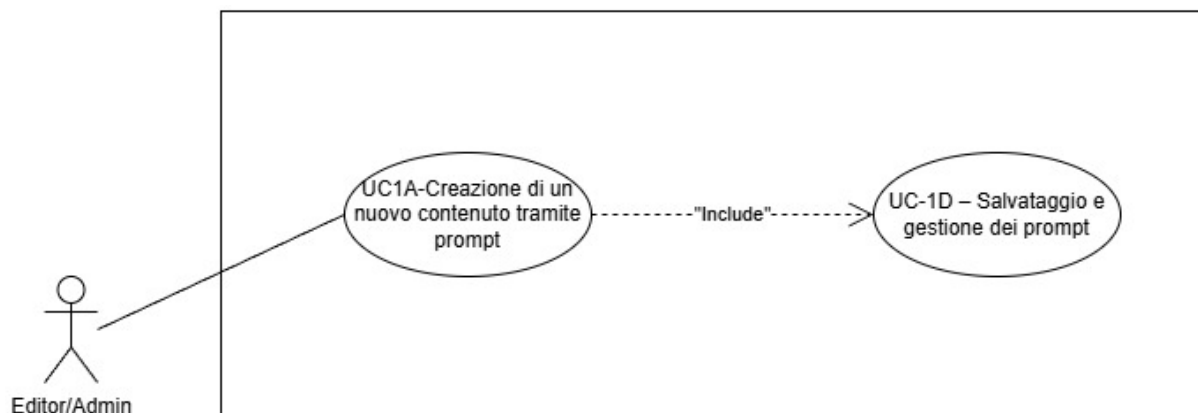 UC1A-Creazione di un
nuovo contenuto tramite
prompt
"Include"
UC-1D – Salvataggio e
gestione dei prompt
Editor/Admin